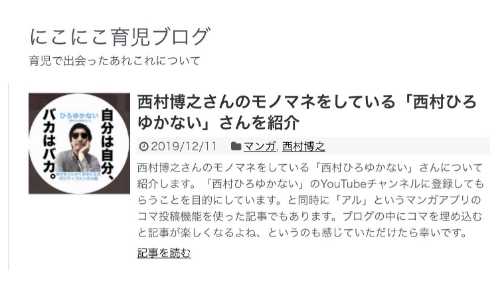 にこにこ育児ブログ
育児で出会ったあれこれについて
西村博之さんのモノマネをしている「西村ひろ
ゆかない」さんを紹介
2019/12/11 マンガ, 西村博之
西村博之さんのモノマネをしている「西村ひろゆかない」さんについて
紹介します。「西村ひろゆかない」のYouTubeチャンネルに登録しても
らうことを目的にしています。と同時に「アル」というマンガアプリの
コマ投稿機能を使った記事でもあります。ブログの中にコマを埋め込む
と記事が楽しくなるよね、というのも感じていただけたら幸いです。
記事を読む
ひろゆかない
自分は自分、
バカはバカ。